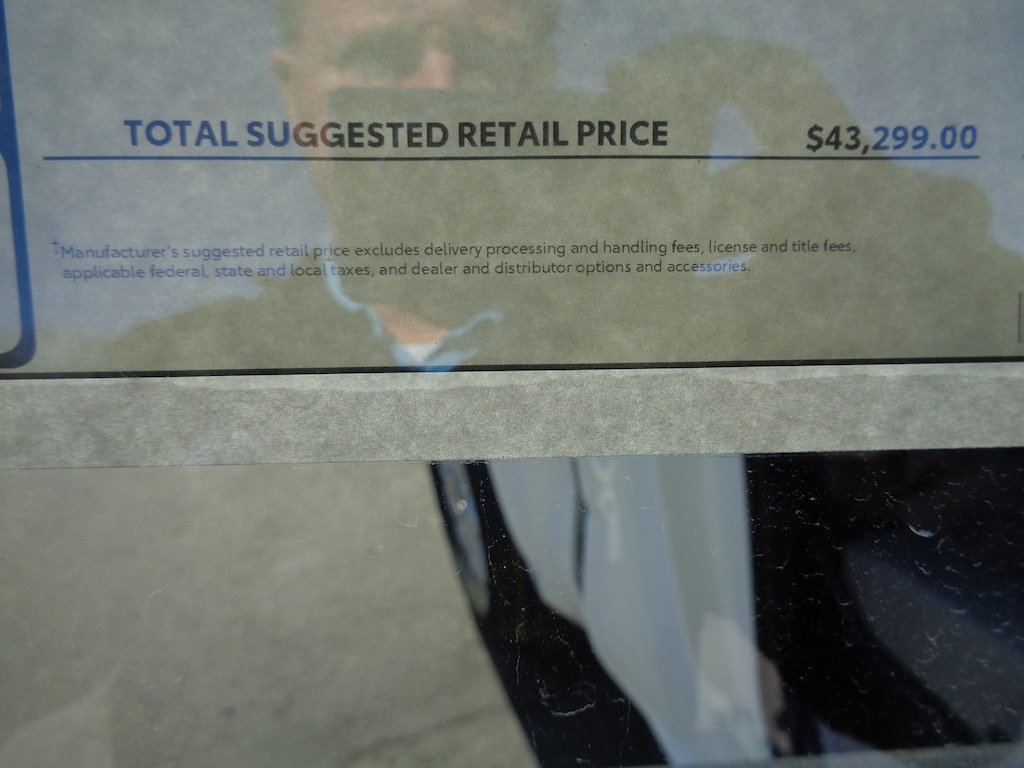 TOTAL SUGGESTED RETAIL PRICE $43,299.00
†Manufacturer's suggested retail price excludes delivery processing and handling fees, license and title fees,
applicable federal, state and local taxes, and dealer and distributor options and accessories.